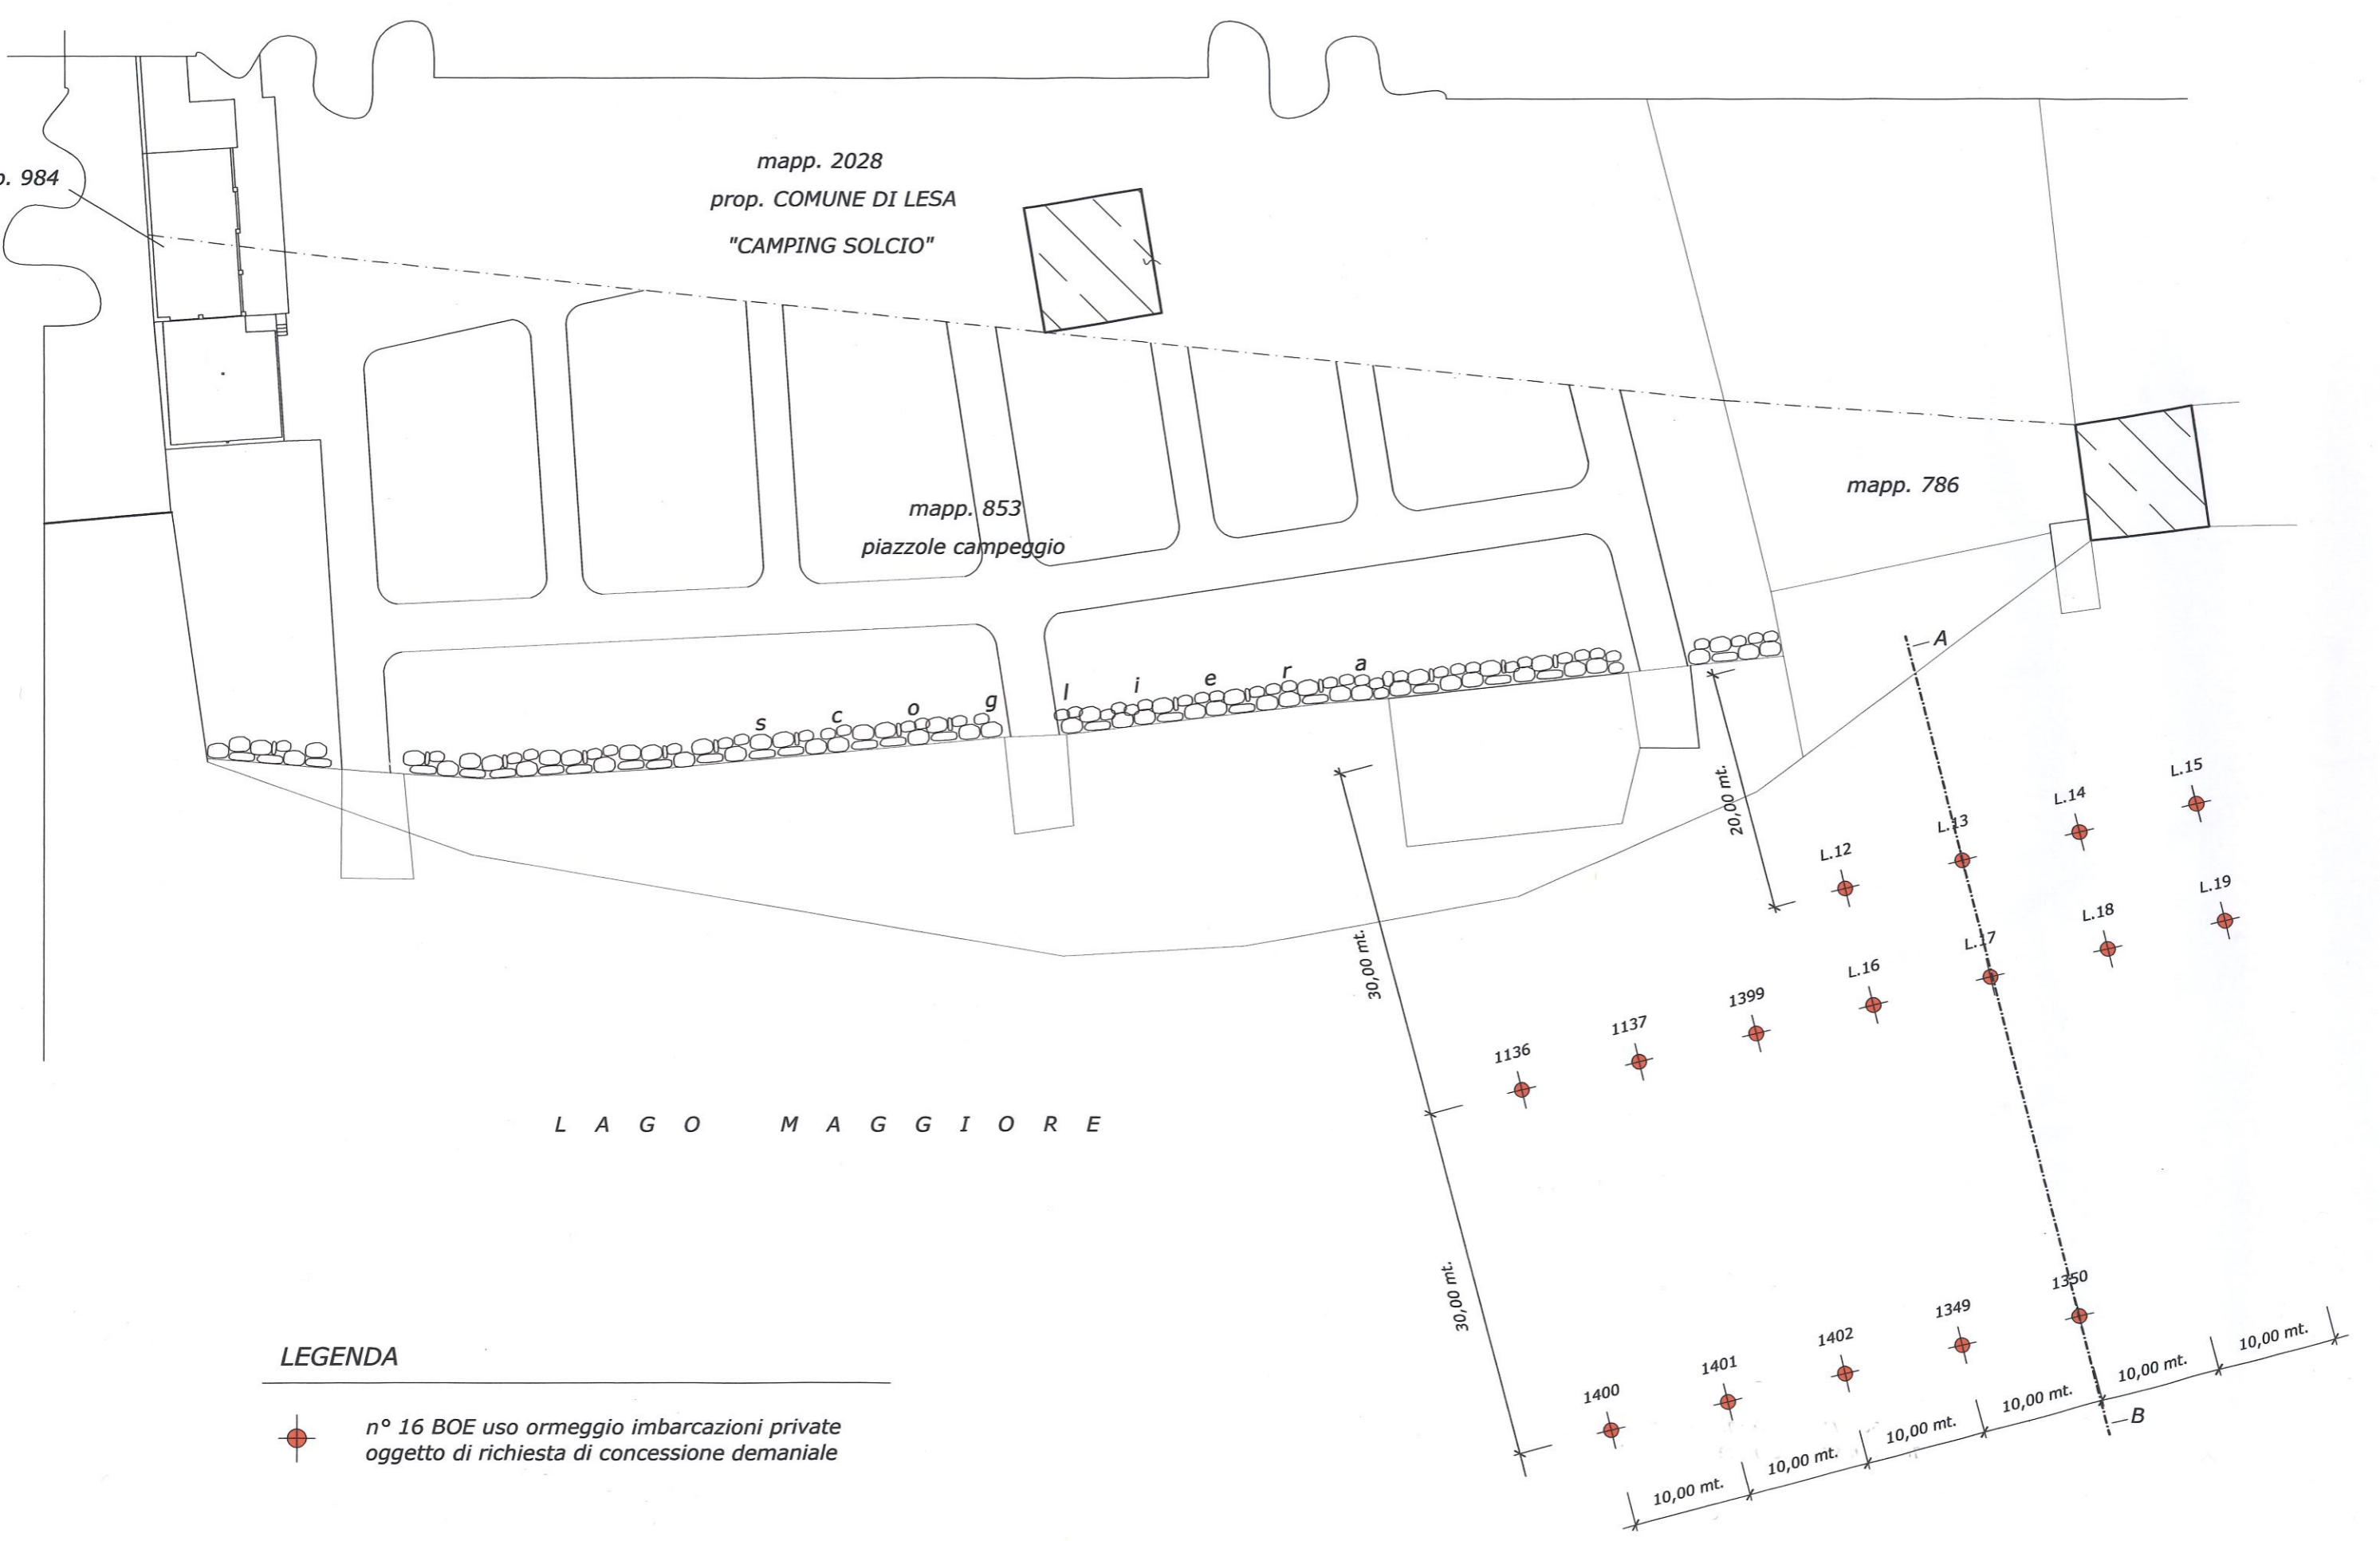 p. 984
mapp. 2028
prop. COMUNE DI LESA
"CAMPING SOLCIO"
mapp. 853
piazzole campeggio
mapp. 786
s c o g l i e r a
A
20,00 mt.
30,00 mt.
L.12
L.13
L.14
L.15
1136
1137
1399
L.16
L.17
L.18
L.19
LAGO MAGGIORE
30,00 mt.
1400
1401
1402
1349
1350
10,00 mt.
10,00 mt.
10,00 mt.
10,00 mt.
10,00 mt.
10,00 mt.
B
LEGENDA
n° 16 BOE uso ormeggio imbarcazioni private
oggetto di richiesta di concessione demaniale